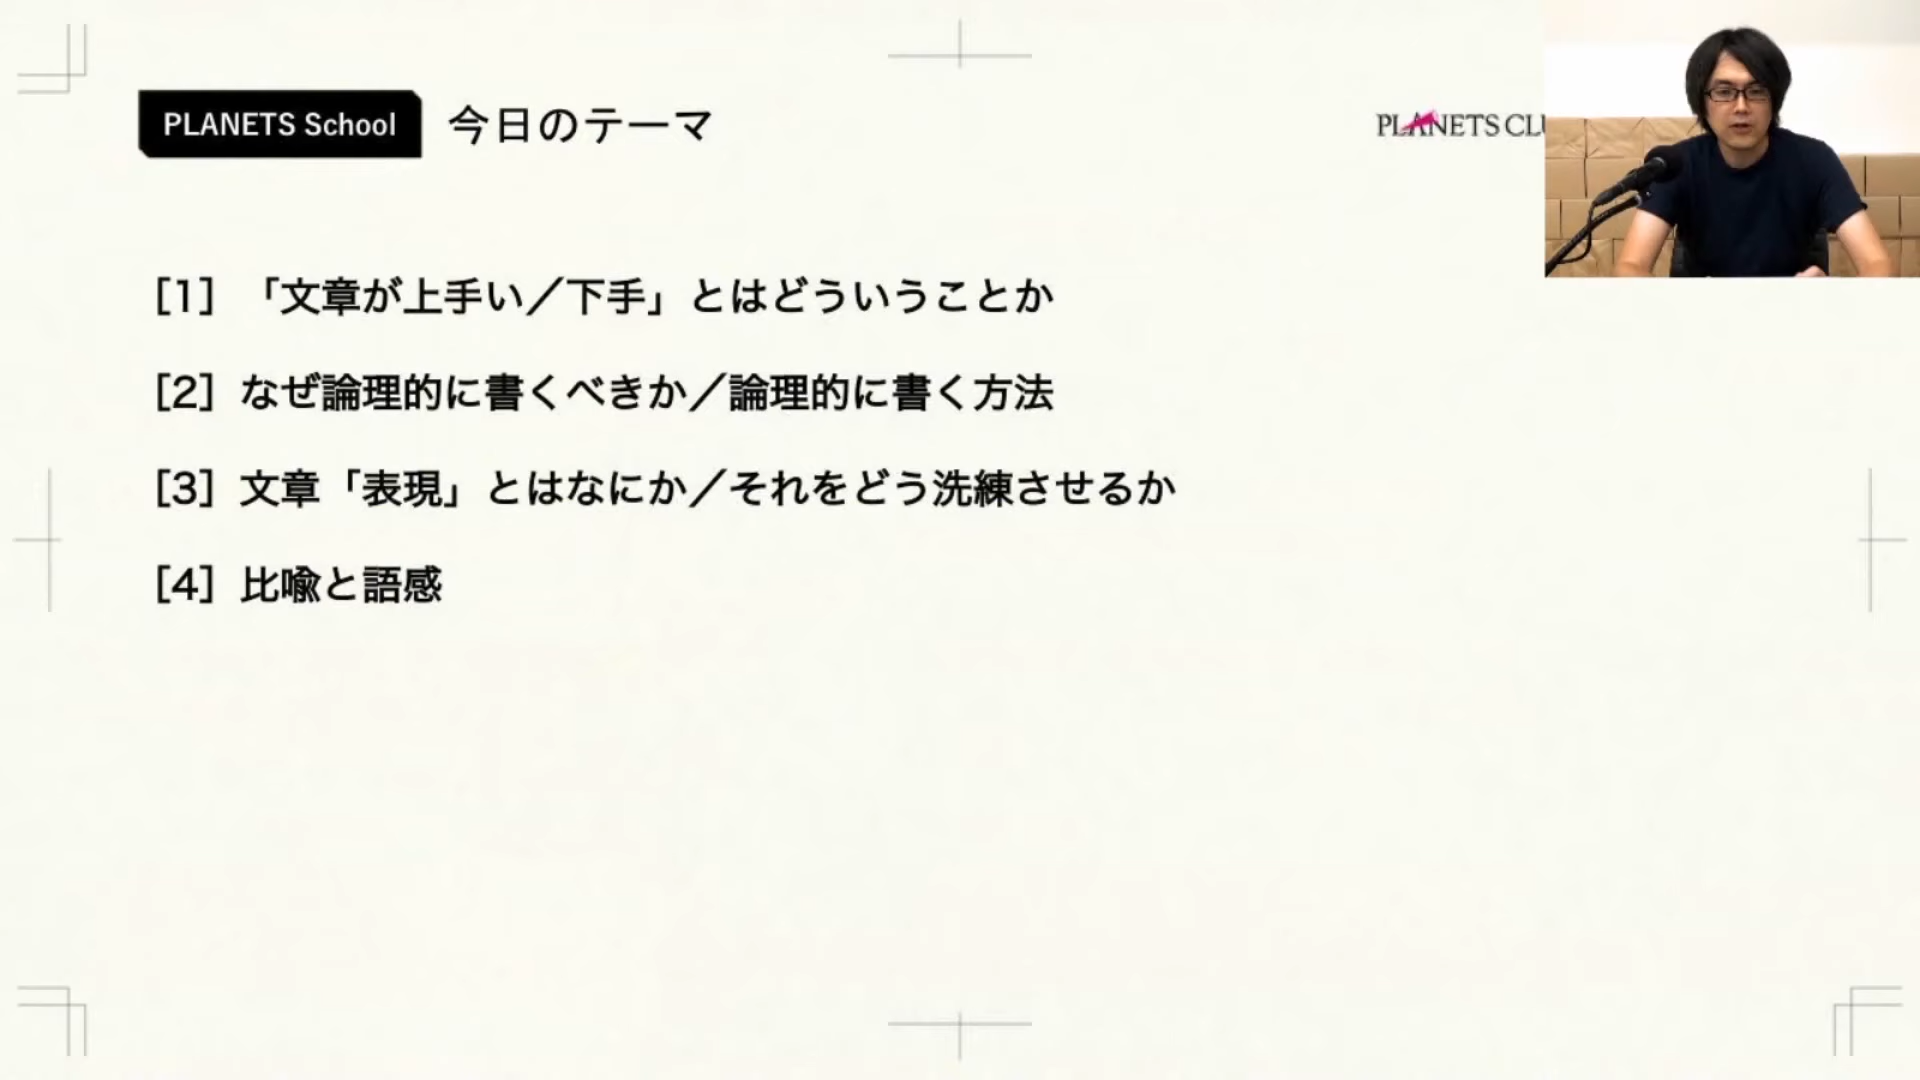 PLANETS School 今日のテーマ
PLANETS
[1] 「文章が上手い／下手」とはどういうことか
[2] なぜ論理的に書くべきか／論理的に書く方法
[3] 文章「表現」とはなにか／それをどう洗練させるか
[4] 比喩と語感